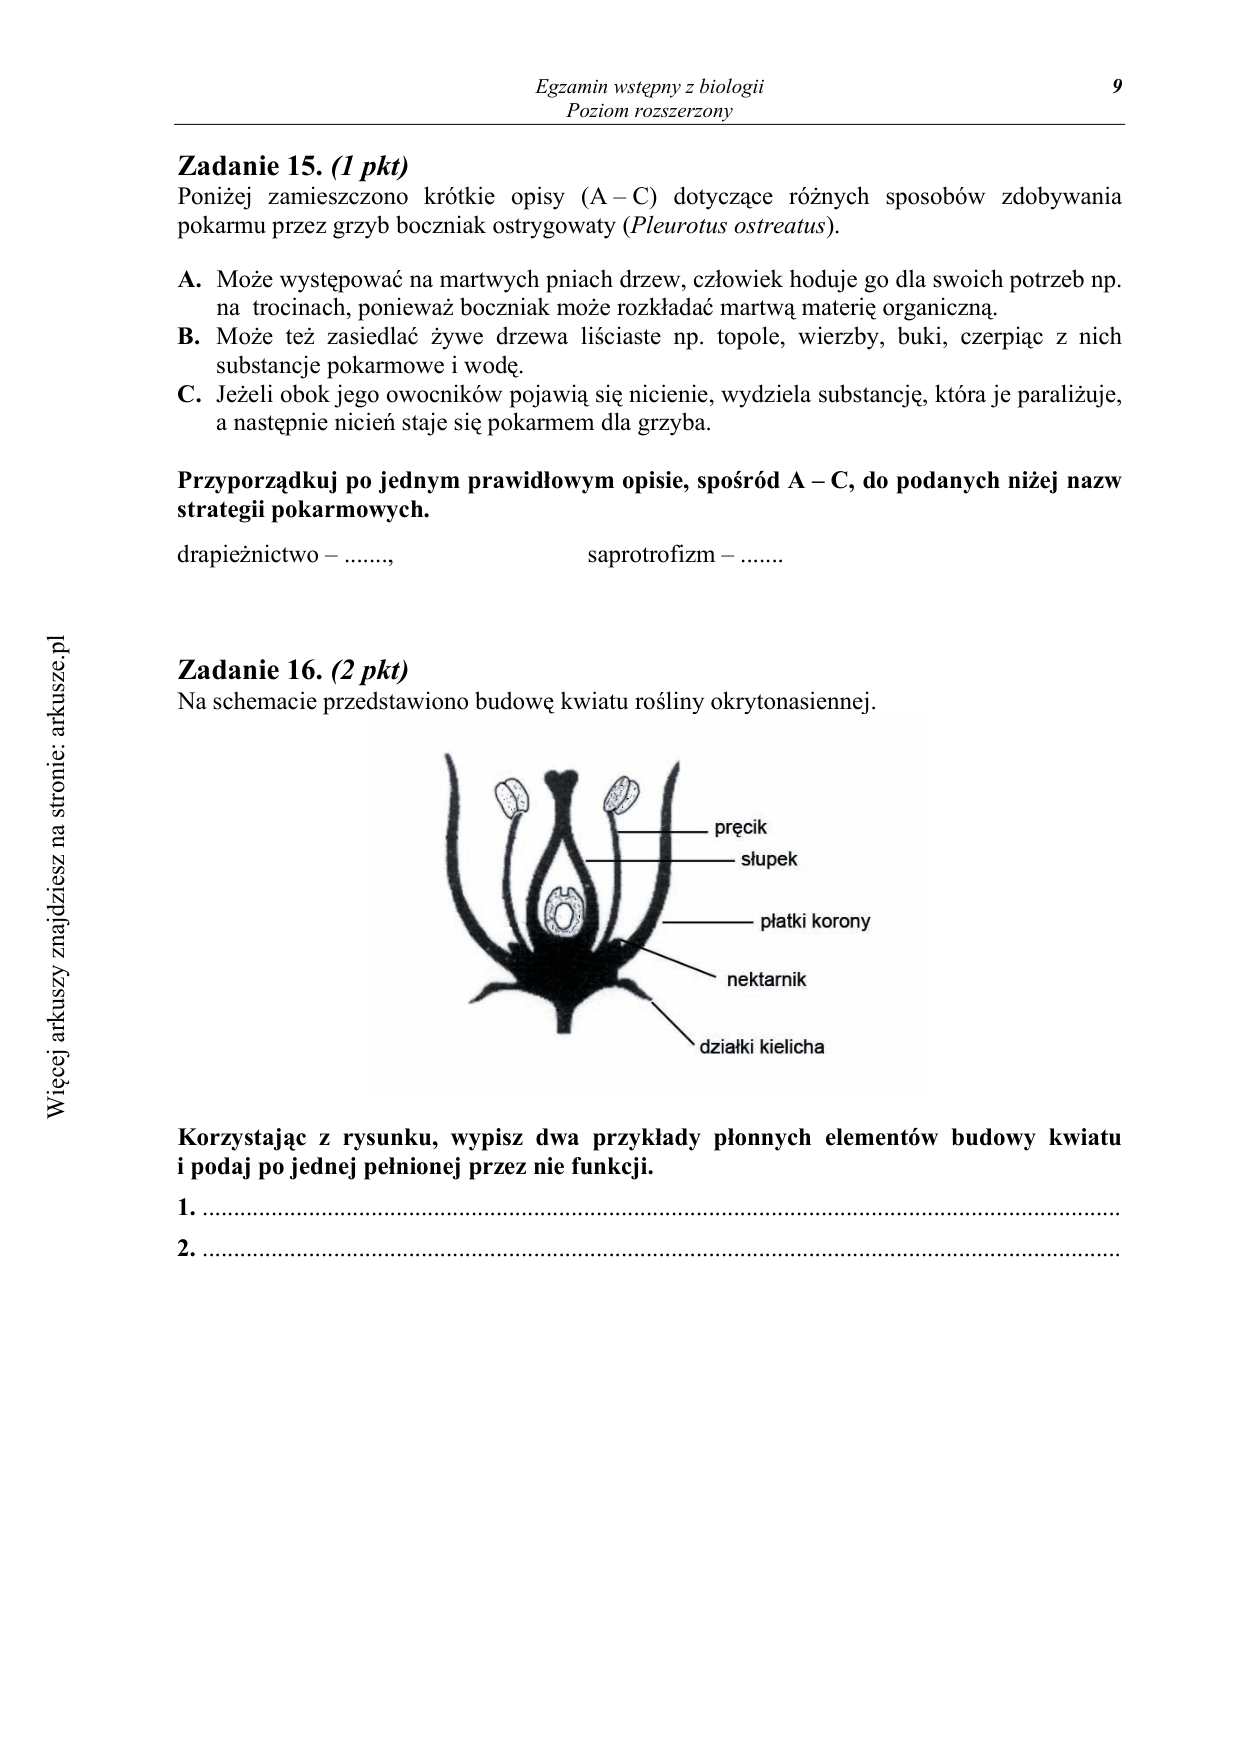 Egzamin wstępny z biologii
Poziom rozszerzony
9
Zadanie 15. (1 pkt)
Poniżej zamieszczono krótkie opisy (A – C) dotyczące różnych sposobów zdobywania
pokarmu przez grzyb boczniak ostrygowaty (Pleurotus ostreatus).
A. Może występować na martwych pniach drzew, człowiek hoduje go dla swoich potrzeb np.
na trocinach, ponieważ boczniak może rozkładać martwą materię organiczną.
B. Może też zasiedlać żywe drzewa liściaste np. topole, wierzby, buki, czerpiąc z nich
substancje pokarmowe i wodę.
C. Jeżeli obok jego owocników pojawią się nicienie, wydziela substancję, która je paraliżuje,
a następnie nicień staje się pokarmem dla grzyba.
Przyporządkuj po jednym prawidłowym opisie, spośród A – C, do podanych niżej nazw
strategii pokarmowych.
drapieżnictwo – ......., saprotrofizm – .......
Zadanie 16. (2 pkt)
Na schemacie przedstawiono budowę kwiatu rośliny okrytonasiennej.
pręcik
słupek
płatki korony
nektarnik
działki kielicha
Korzystając z rysunku, wypisz dwa przykłady płonnych elementów budowy kwiatu
i podaj po jednej pełnionej przez nie funkcji.
1. ....................................................................................................................................................
2. ....................................................................................................................................................
Więcej arkuszy znajdziesz na stronie: arkusze.pl